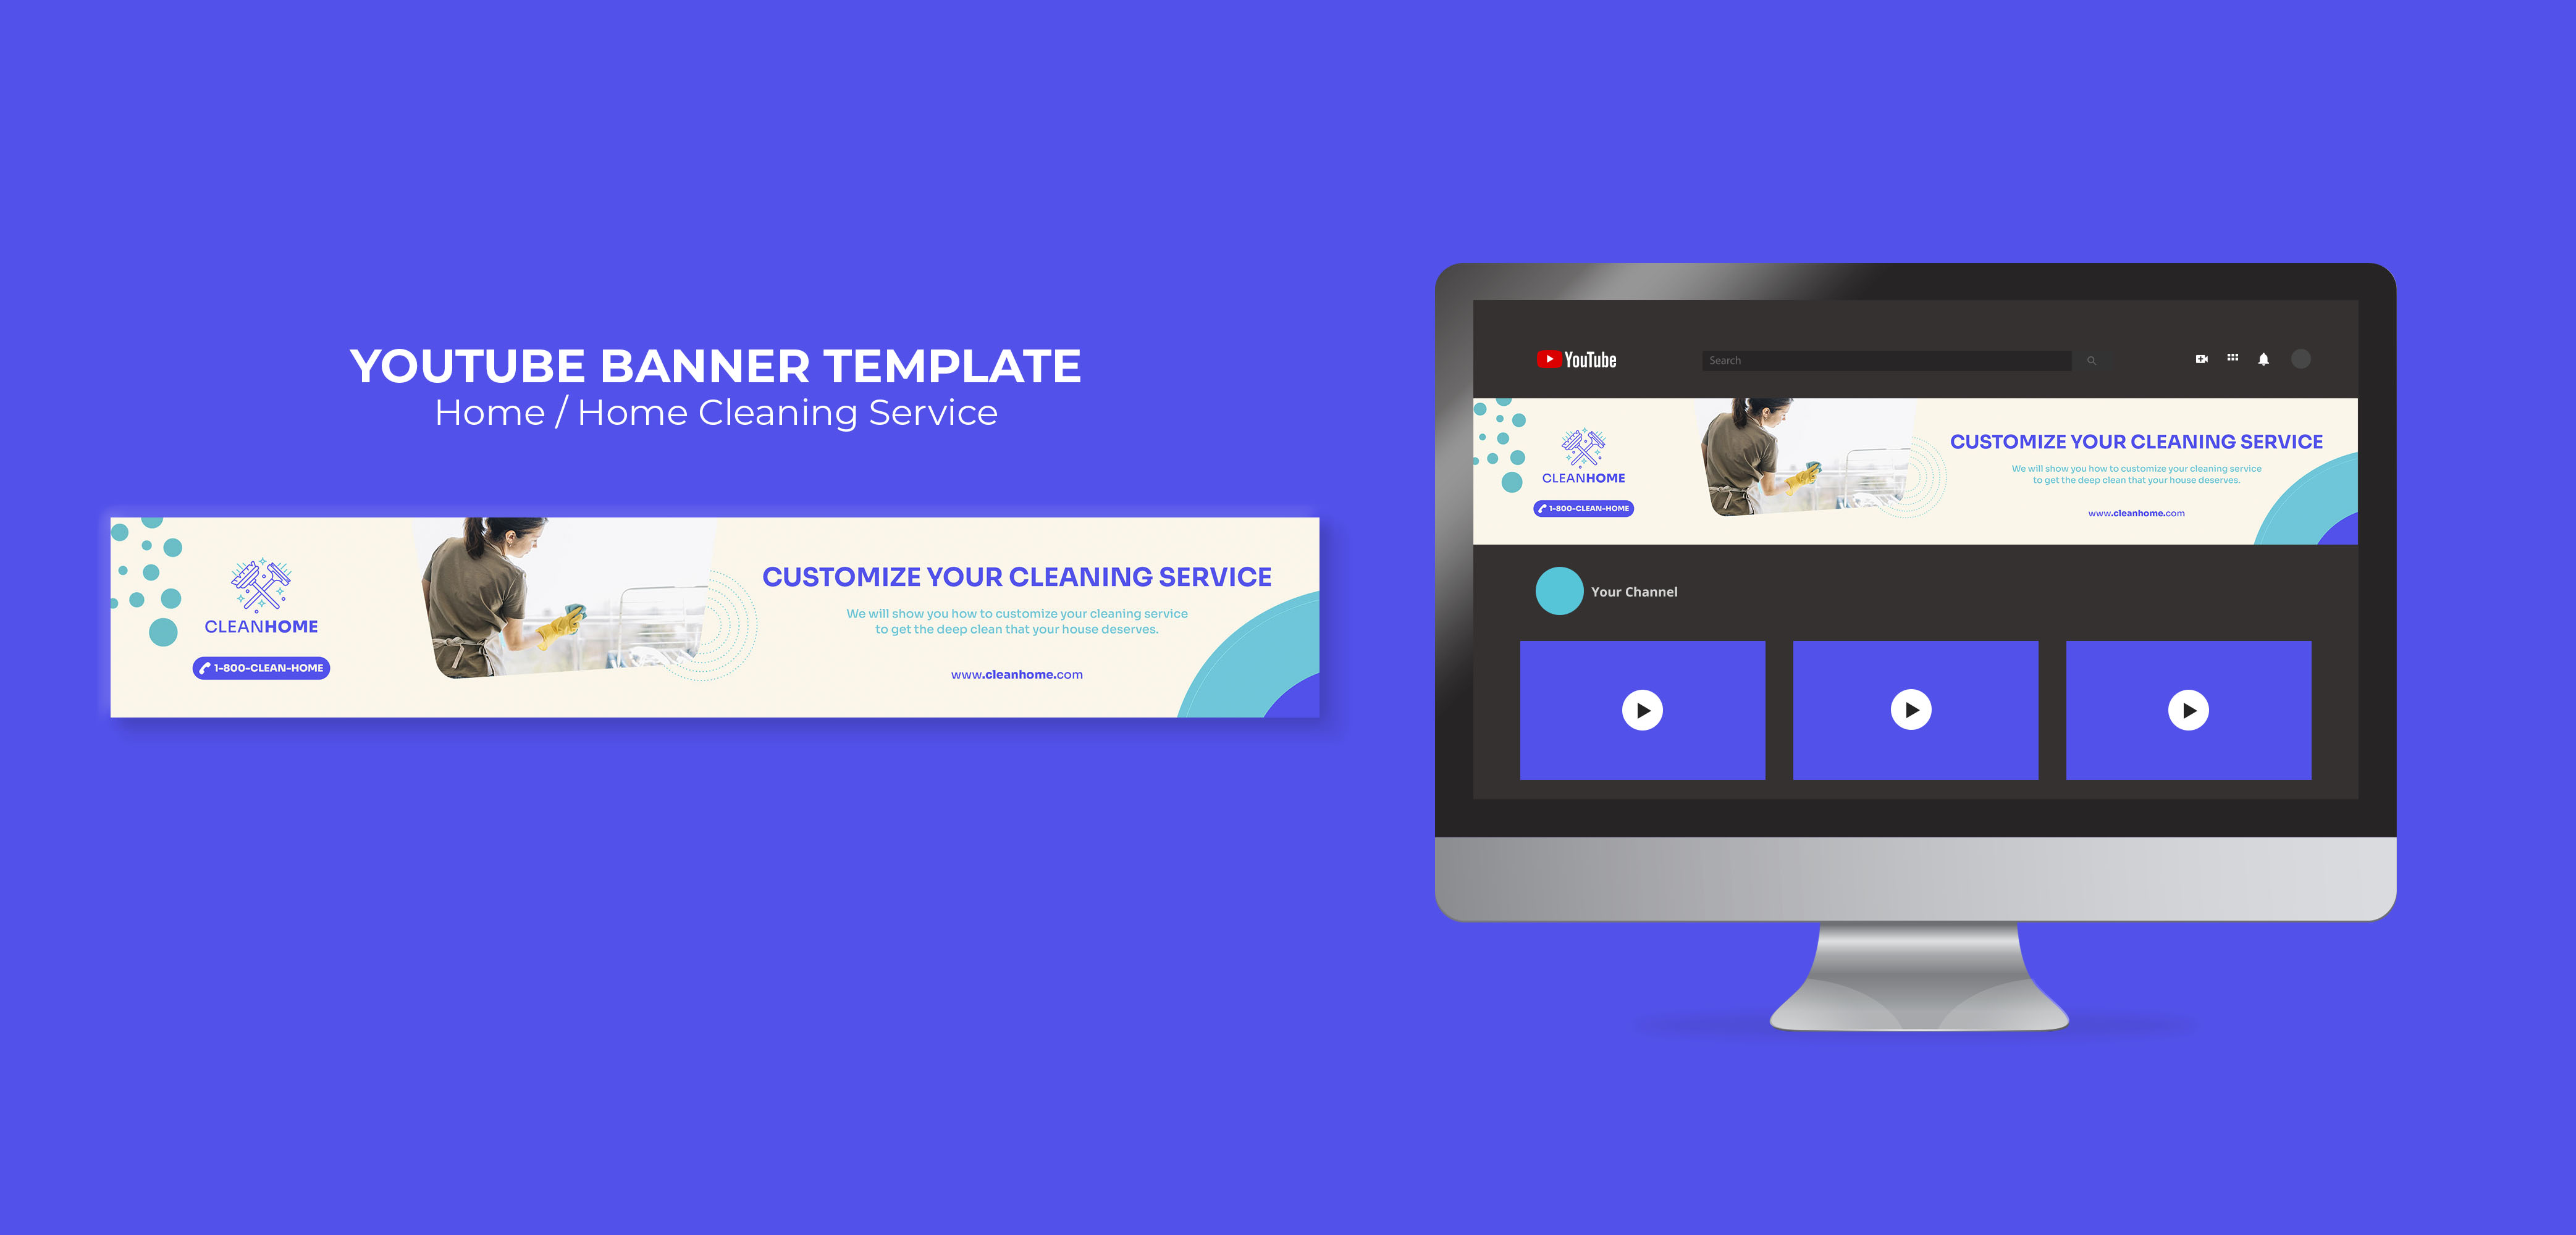 YOUTUBE BANNER TEMPLATE
Home / Home Cleaning Service
CLEANHOME
1-800-CLEAN-HOME
CUSTOMIZE YOUR CLEANING SERVICE
We will show you how to customize your cleaning service
to get the deep clean that your house deserves.
www.cleanhome.com
YouTube
Search
CLEANHOME
1-800-CLEAN-HOME
CUSTOMIZE YOUR CLEANING SERVICE
We will show you how to customize your cleaning service
to get the deep clean that your house deserves.
www.cleanhome.com
Your Channel